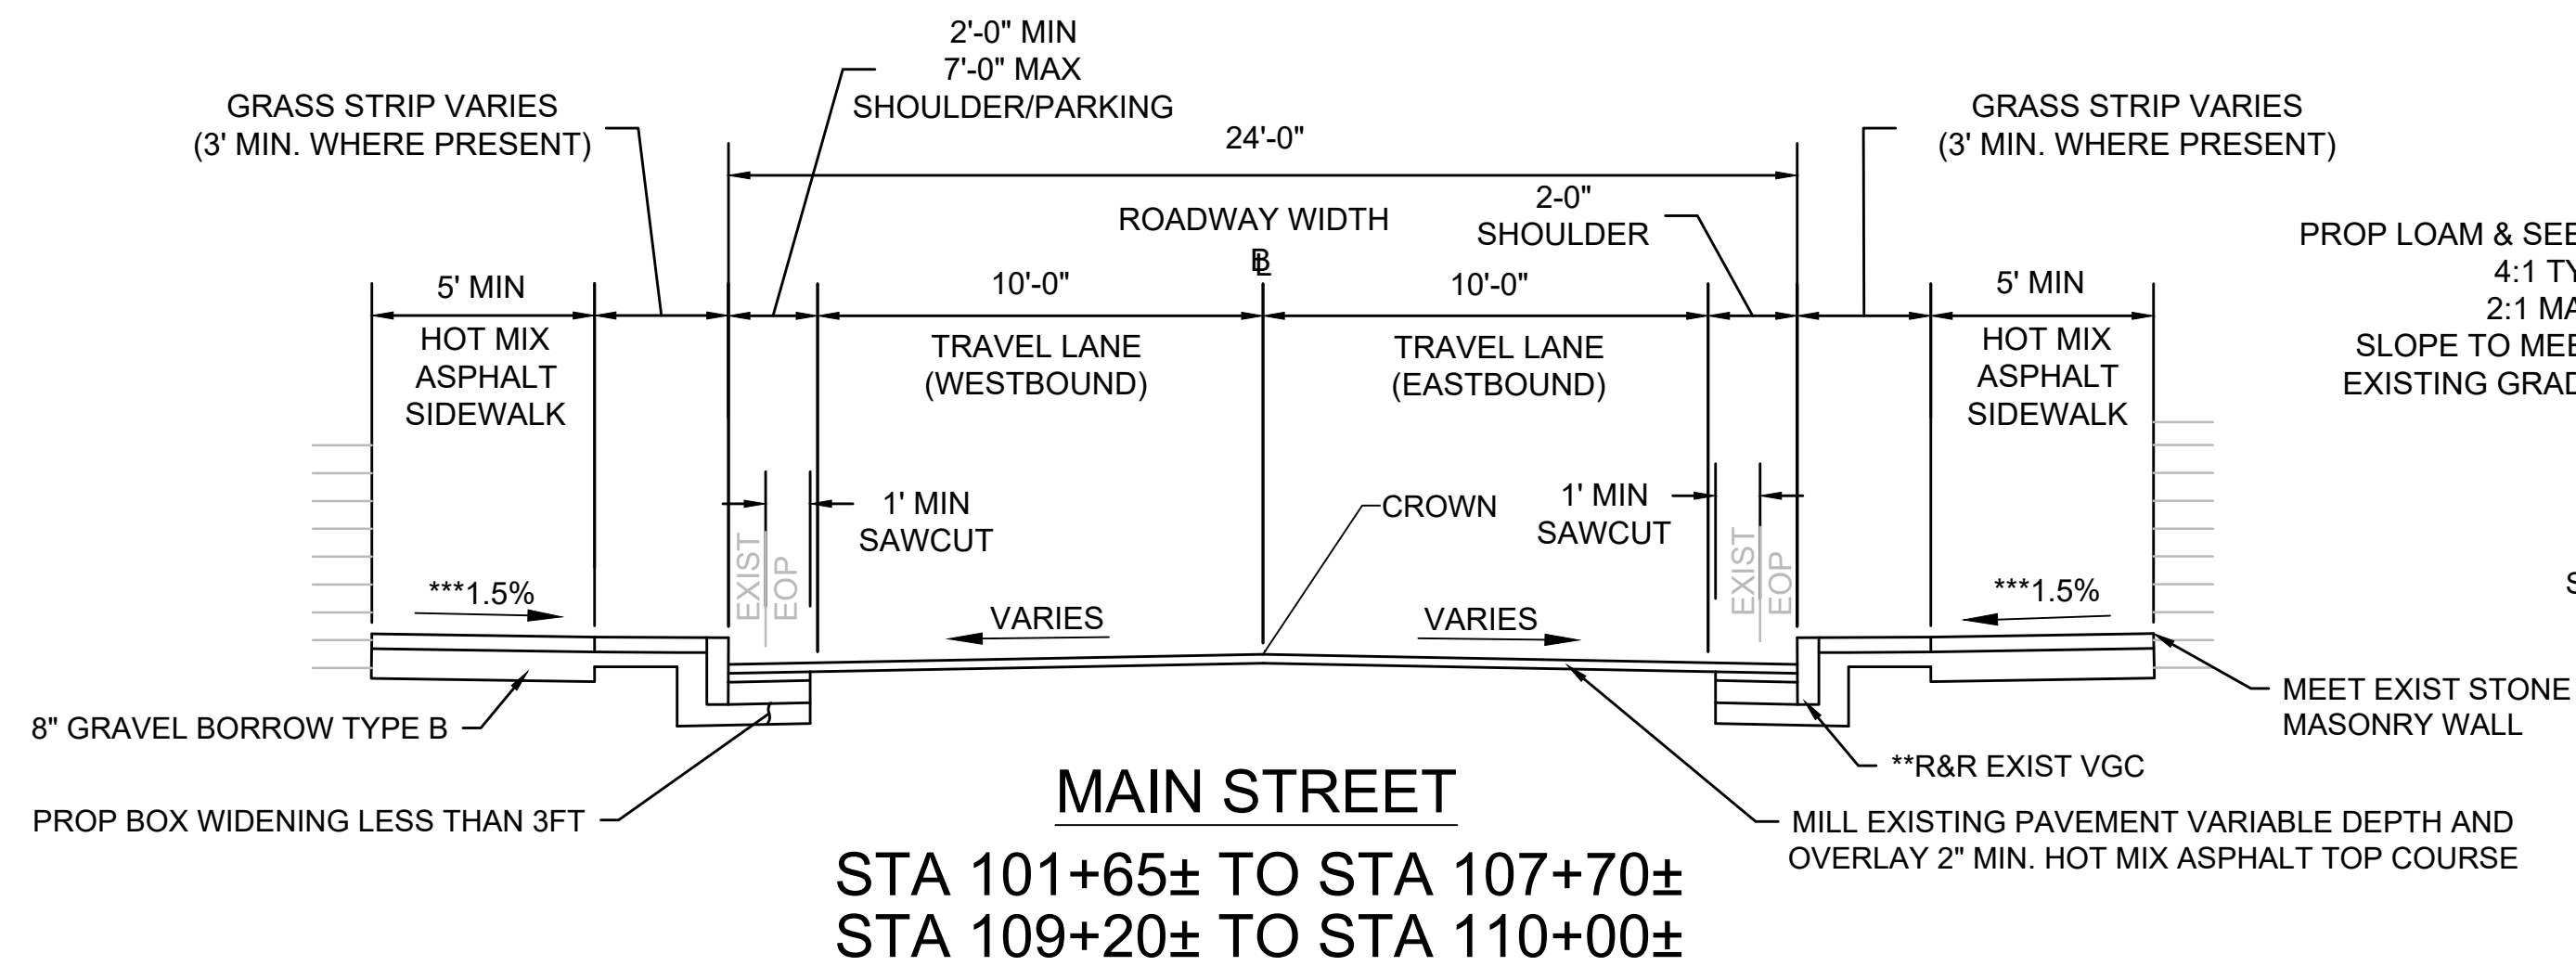 2'-0" MIN
7'-0" MAX
SHOULDER/PARKING
GRASS STRIP VARIES
(3' MIN. WHERE PRESENT)
24'-0"
GRASS STRIP VARIES
(3' MIN. WHERE PRESENT)
ROADWAY WIDTH
2-0"
SHOULDER
PROP LOAM &
4:1
2:1
SLOPE TO
EXISTING
5' MIN
HOT MIX
ASPHALT
SIDEWALK
10'-0"
TRAVEL LANE
(WESTBOUND)
10'-0"
TRAVEL LANE
(EASTBOUND)
5' MIN
HOT MIX
ASPHALT
SIDEWALK
1' MIN
SAWCUT
CROWN
1' MIN
SAWCUT
EXIST
EOP
EXIST
EOP
***1.5%
VARIES
VARIES
***1.5%
8" GRAVEL BORROW TYPE B
PROP BOX WIDENING LESS THAN 3FT
MEET EXIST STONE
MASONRY WALL
**R&R EXIST VGC
MILL EXISTING PAVEMENT VARIABLE DEPTH AND
OVERLAY 2" MIN. HOT MIX ASPHALT TOP COURSE
MAIN STREET
STA 101+65± TO STA 107+70±
STA 109+20± TO STA 110+00±